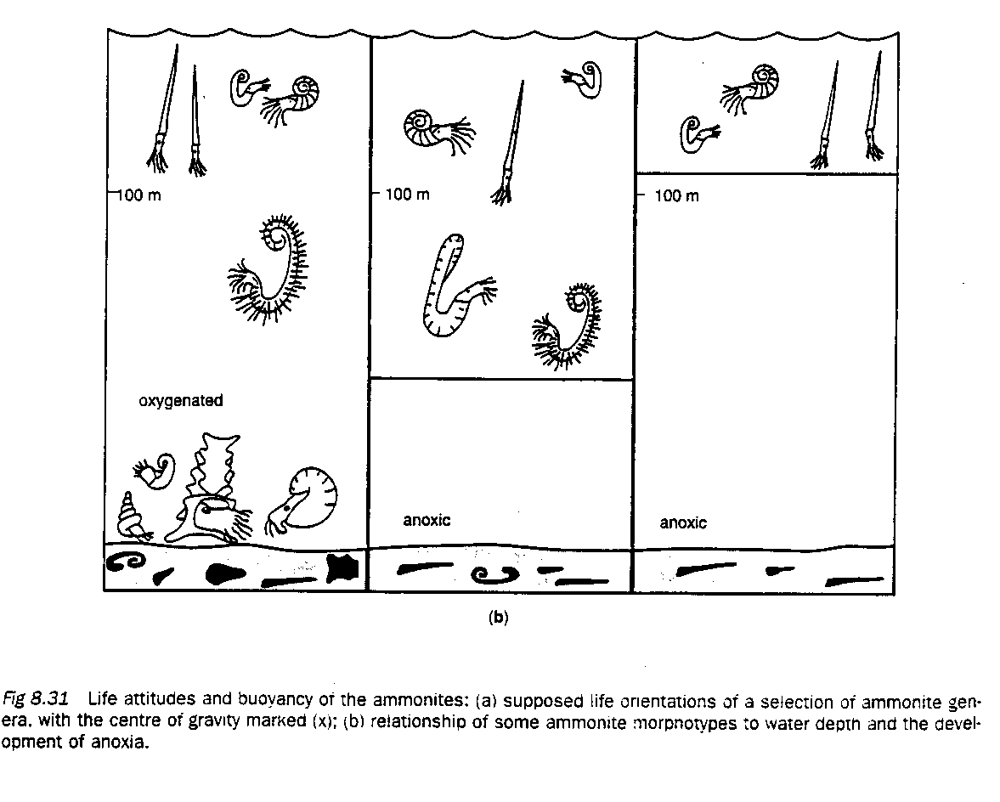 100 m
100 m
100 m
oxygenated
anoxic
anoxic
(b)
Fig 8.31 Life attitudes and buoyancy of the ammonites: (a) supposed life orientations of a selection of ammonite gen-
era, with the centre of gravity marked (x); (b) relationship of some ammonite morpnotypes to water depth and the devel-
opment of anoxia.